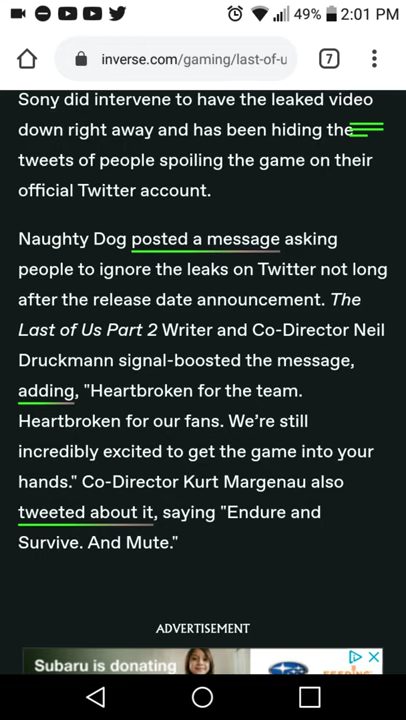 49% 2:01 PM
inverse.com/gaming/last-of-u
7
Sony did intervene to have the leaked video
down right away and has been hiding the
tweets of people spoiling the game on their
official Twitter account.
Naughty Dog posted a message asking
people to ignore the leaks on Twitter not long
after the release date announcement. The
Last of Us Part 2 Writer and Co-Director Neil
Druckmann signal-boosted the message,
adding, "Heartbroken for the team.
Heartbroken for our fans. We’re still
incredibly excited to get the game into your
hands." Co-Director Kurt Margenau also
tweeted about it, saying "Endure and
Survive. And Mute."
ADVERTISEMENT
Subaru is donating